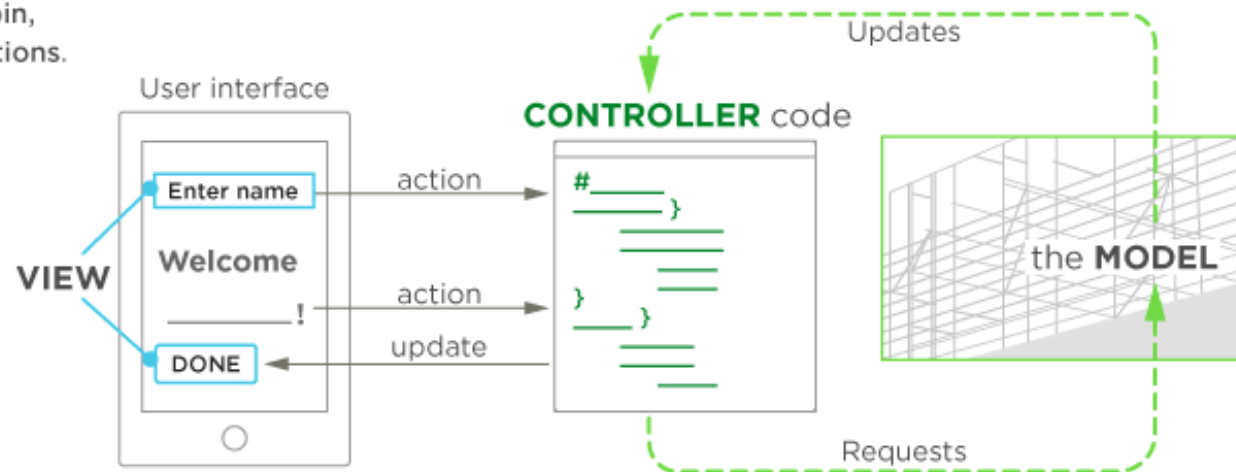 oin,
tions.
Updates
User interface
CONTROLLER code
Enter name
action
#
}
Welcome
the MODEL
VIEW
action
}
!
}
update
DONE
Requests